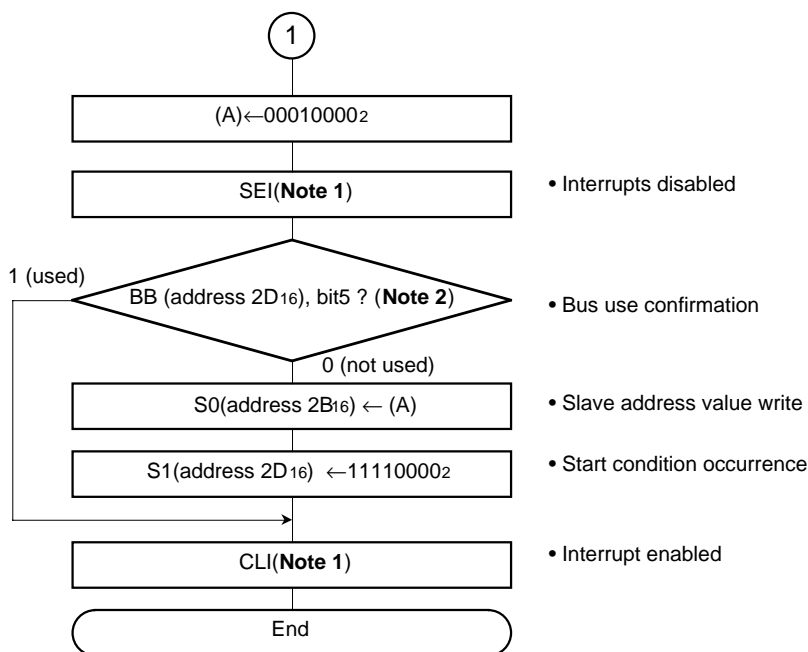 1
(A)←00010000₂
SEI(Note 1)
• Interrupts disabled
1 (used)
BB (address 2D₁₆), bit5 ? (Note 2)
• Bus use confirmation
0 (not used)
S0(address 2B₁₆) ← (A)
• Slave address value write
S1(address 2D₁₆) ←11110000₂
• Start condition occurrence
CLI(Note 1)
• Interrupt enabled
End